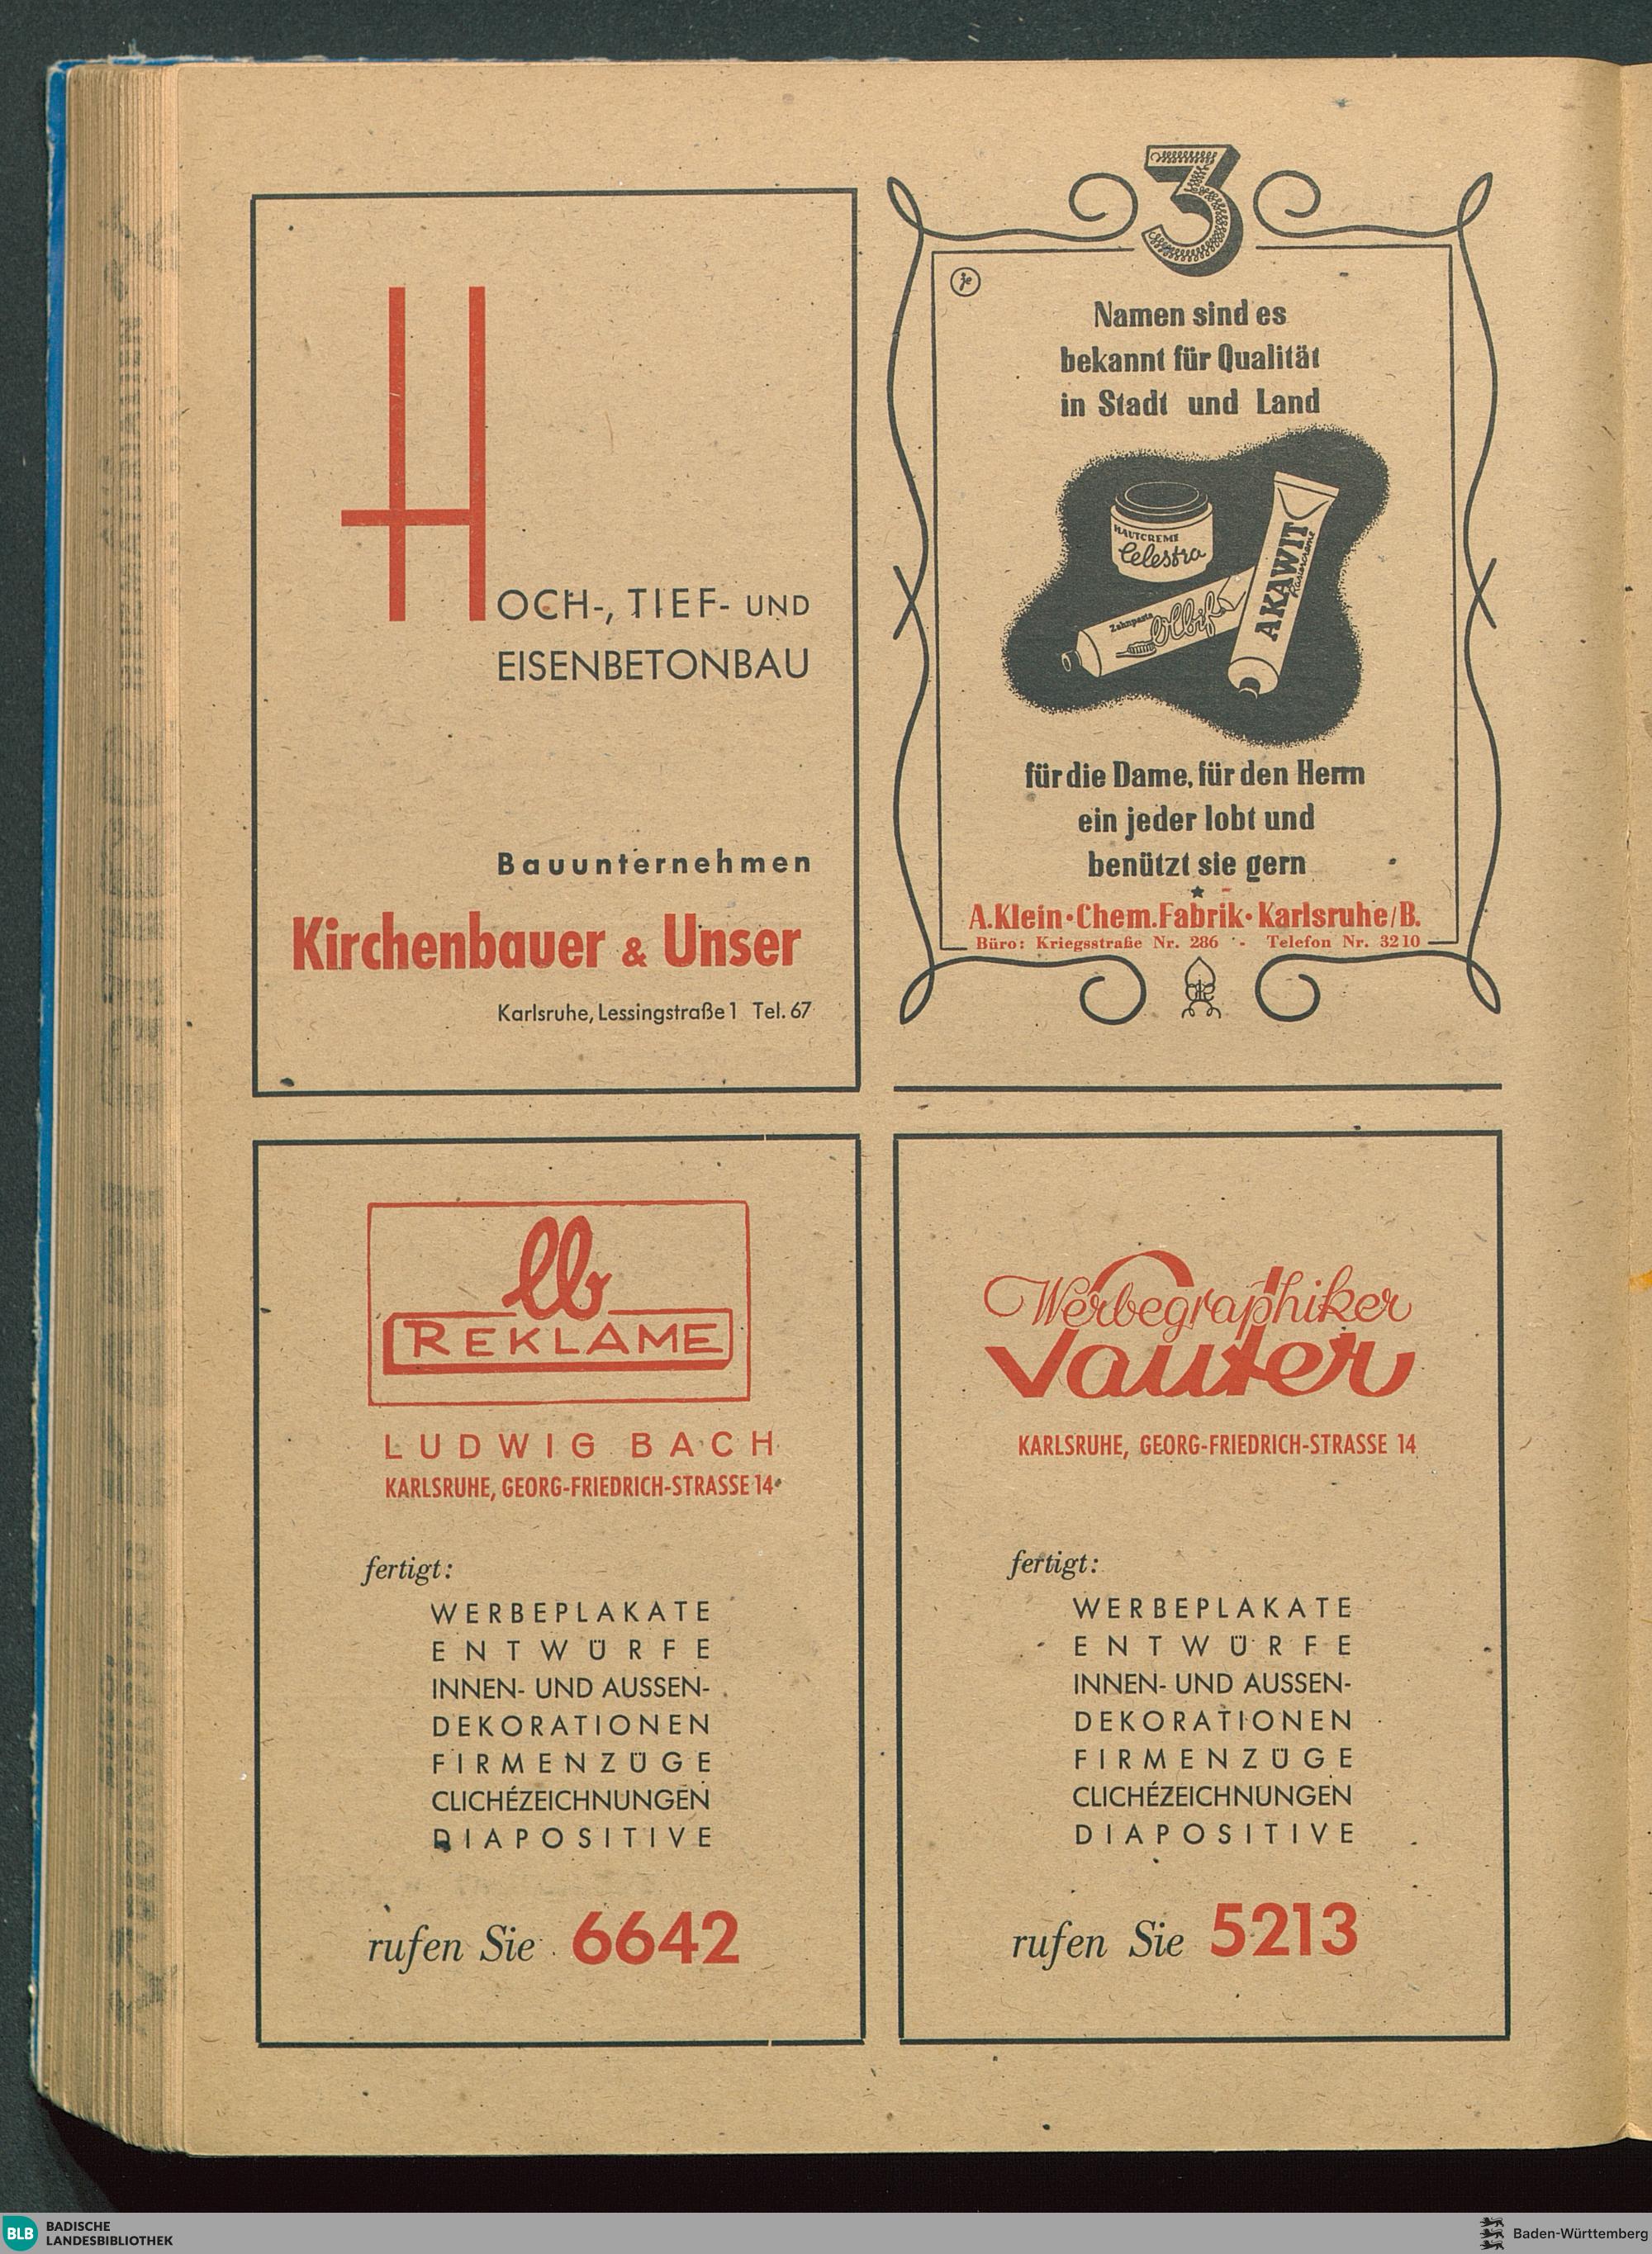 HOCH-, TIEF- UND
EISENBETONBAU
Bauunternehmen
Kirchenbauer & Unser
Karlsruhe, Lessingstraße 1 Tel. 67
3
Namen sind es
bekannt für Qualität
in Stadt und Land
HAUTCREME
Celestra
Zahnpasta
AKAWIT
Rasiercreme
für die Dame, für den Herrn
ein jeder lobt und
benützt sie gern
A. Klein · Chem. Fabrik · Karlsruhe/B.
Büro: Kriegsstraße Nr. 286 - Telefon Nr. 3210
lb
REKLAME
LUDWIG BACH
KARLSRUHE, GEORG-FRIEDRICH-STRASSE 14
fertigt:
WERBEPLAKATE
ENTWÜRFE
INNEN- UND AUSSEN-
DEKORATIONEN
FIRMENZÜGE
CLICHÉZEICHNUNGEN
DIAPOSITIVE
rufen Sie 6642
Werbegraphiker
Vauter
KARLSRUHE, GEORG-FRIEDRICH-STRASSE 14
fertigt:
WERBEPLAKATE
ENTWÜRFE
INNEN- UND AUSSEN-
DEKORATIONEN
FIRMENZÜGE
CLICHÉZEICHNUNGEN
DIAPOSITIVE
rufen Sie 5213
BLB
BADISCHE
LANDESBIBLIOTHEK
Baden-Württemberg